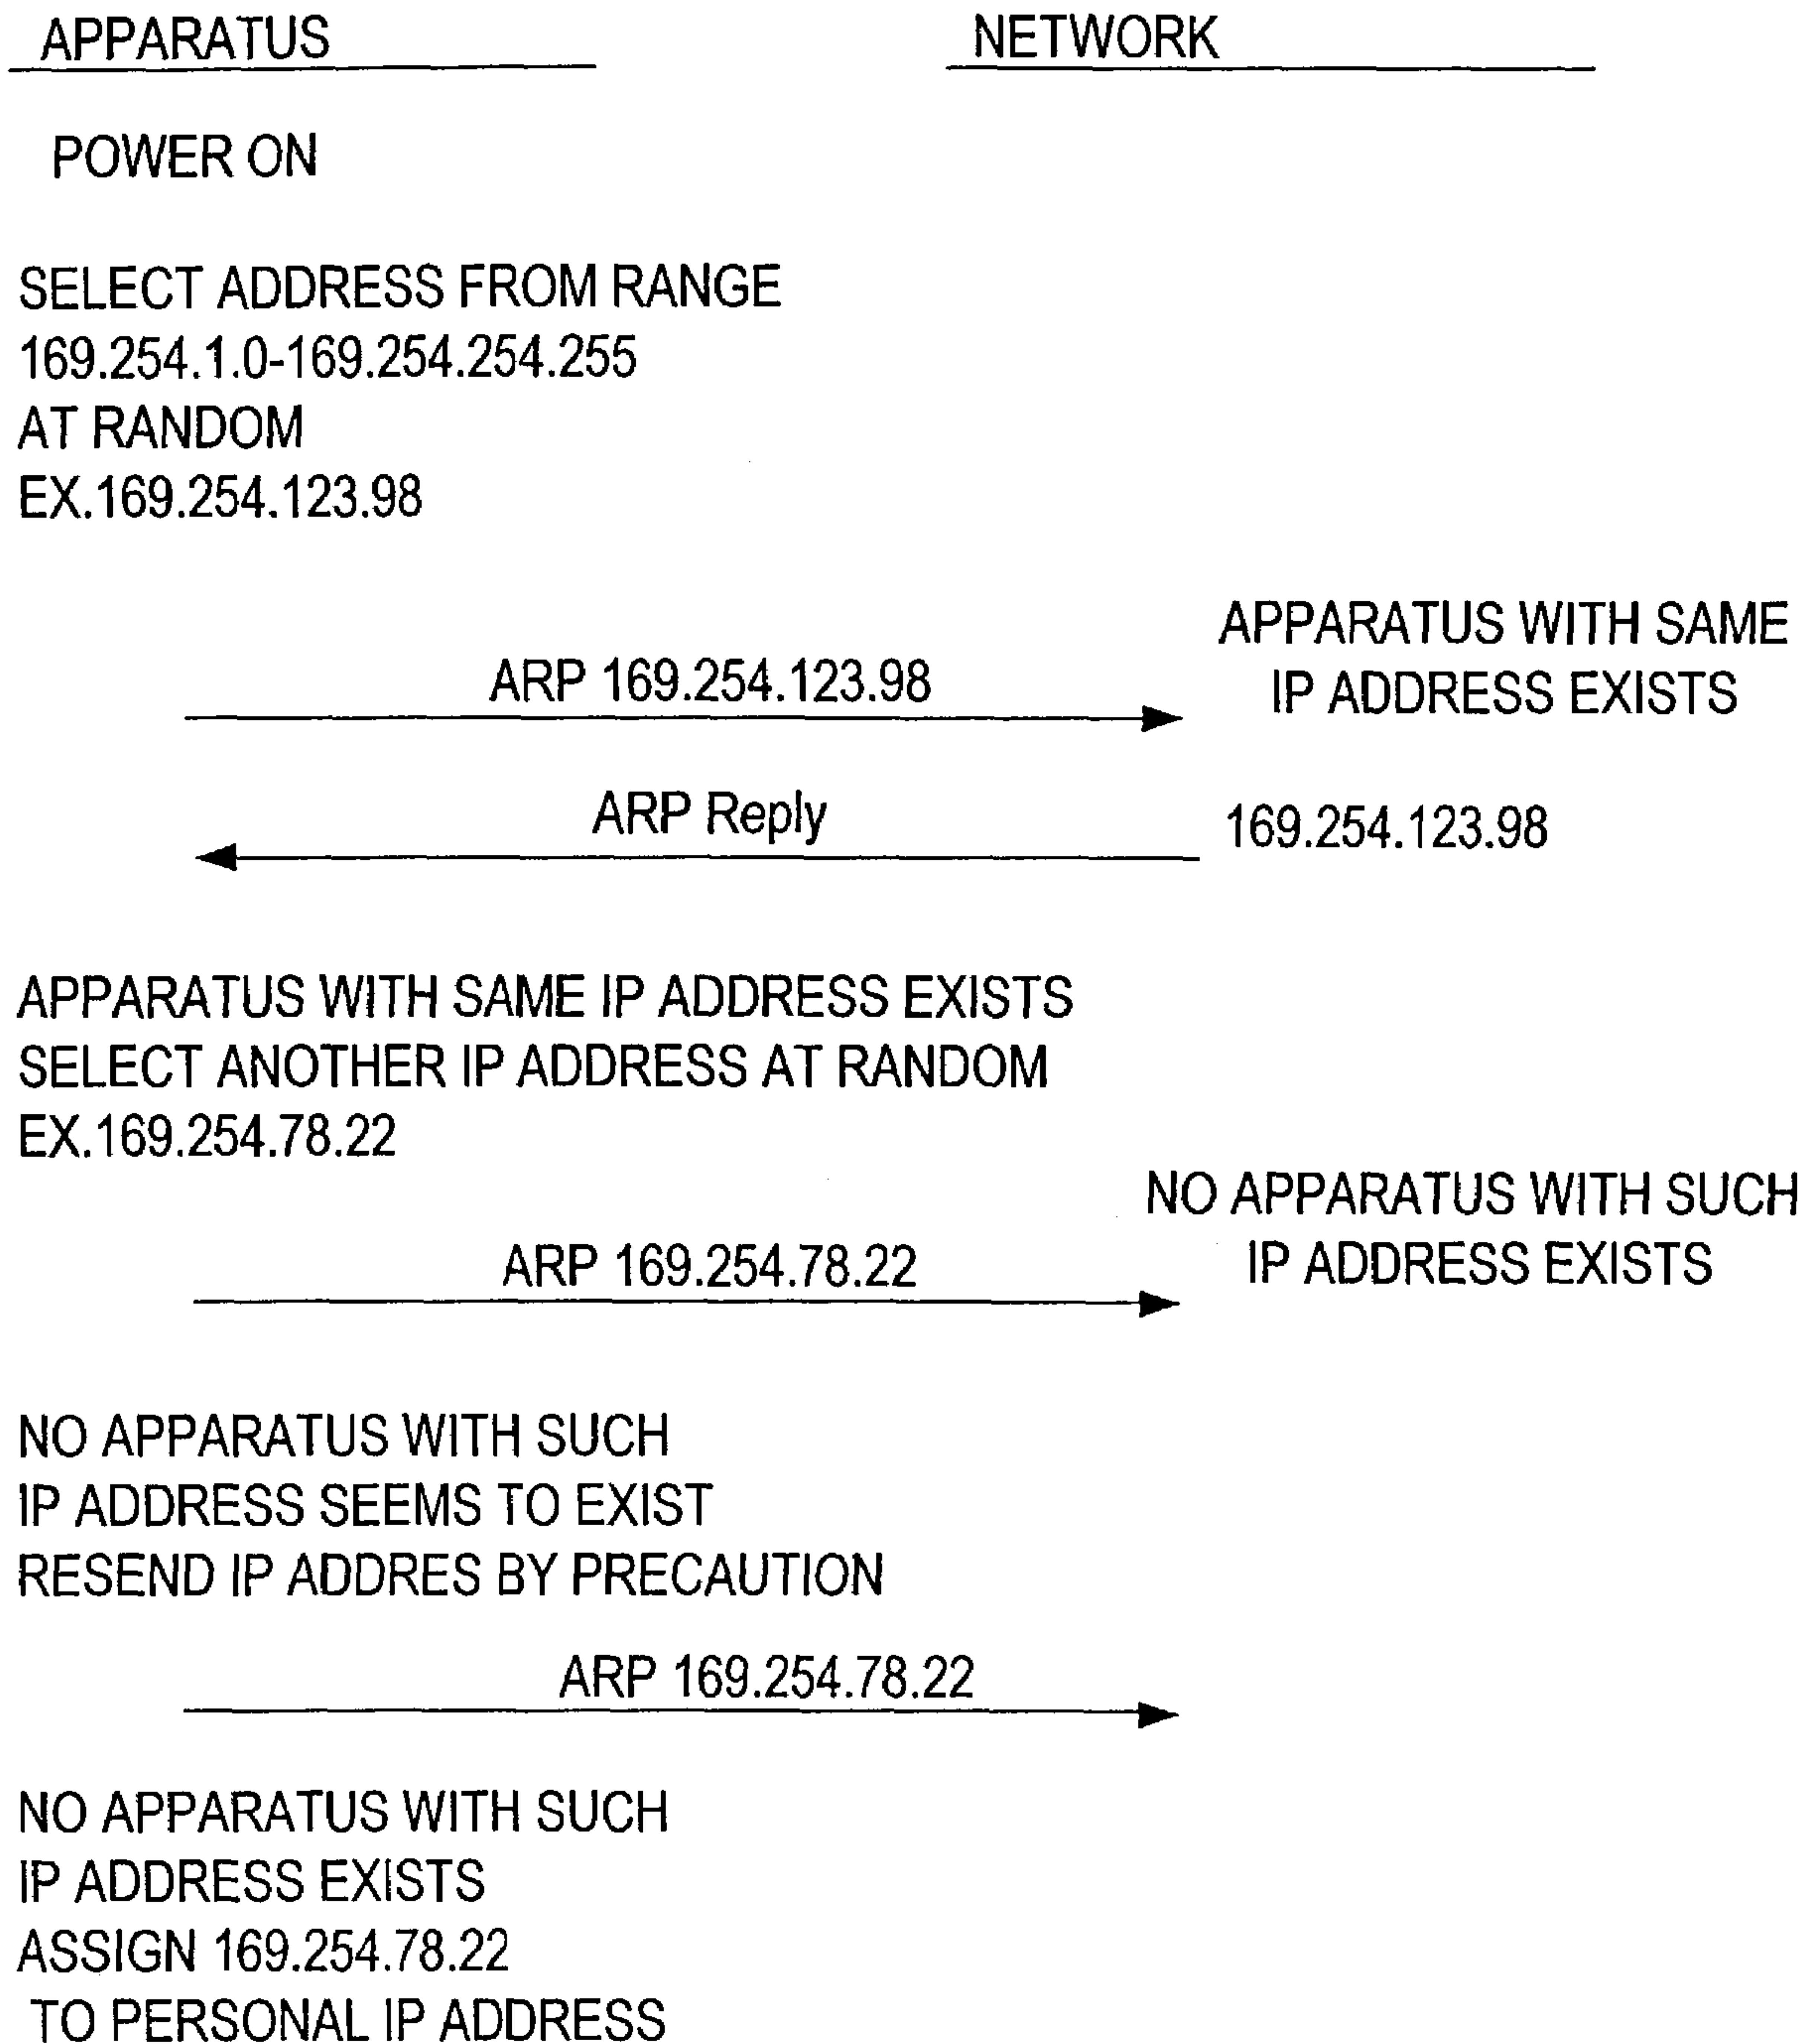 APPARATUS NETWORK
POWER ON
SELECT ADDRESS FROM RANGE
169.254.1.0-169.254.254.255
AT RANDOM
EX.169.254.123.98
APPARATUS WITH SAME
IP ADDRESS EXISTS
ARP 169.254.123.98
ARP Reply
169.254.123.98
APPARATUS WITH SAME IP ADDRESS EXISTS
SELECT ANOTHER IP ADDRESS AT RANDOM
EX.169.254.78.22
NO APPARATUS WITH SUCH
IP ADDRESS EXISTS
ARP 169.254.78.22
NO APPARATUS WITH SUCH
IP ADDRESS SEEMS TO EXIST
RESEND IP ADDRES BY PRECAUTION
ARP 169.254.78.22
NO APPARATUS WITH SUCH
IP ADDRESS EXISTS
ASSIGN 169.254.78.22
TO PERSONAL IP ADDRESS